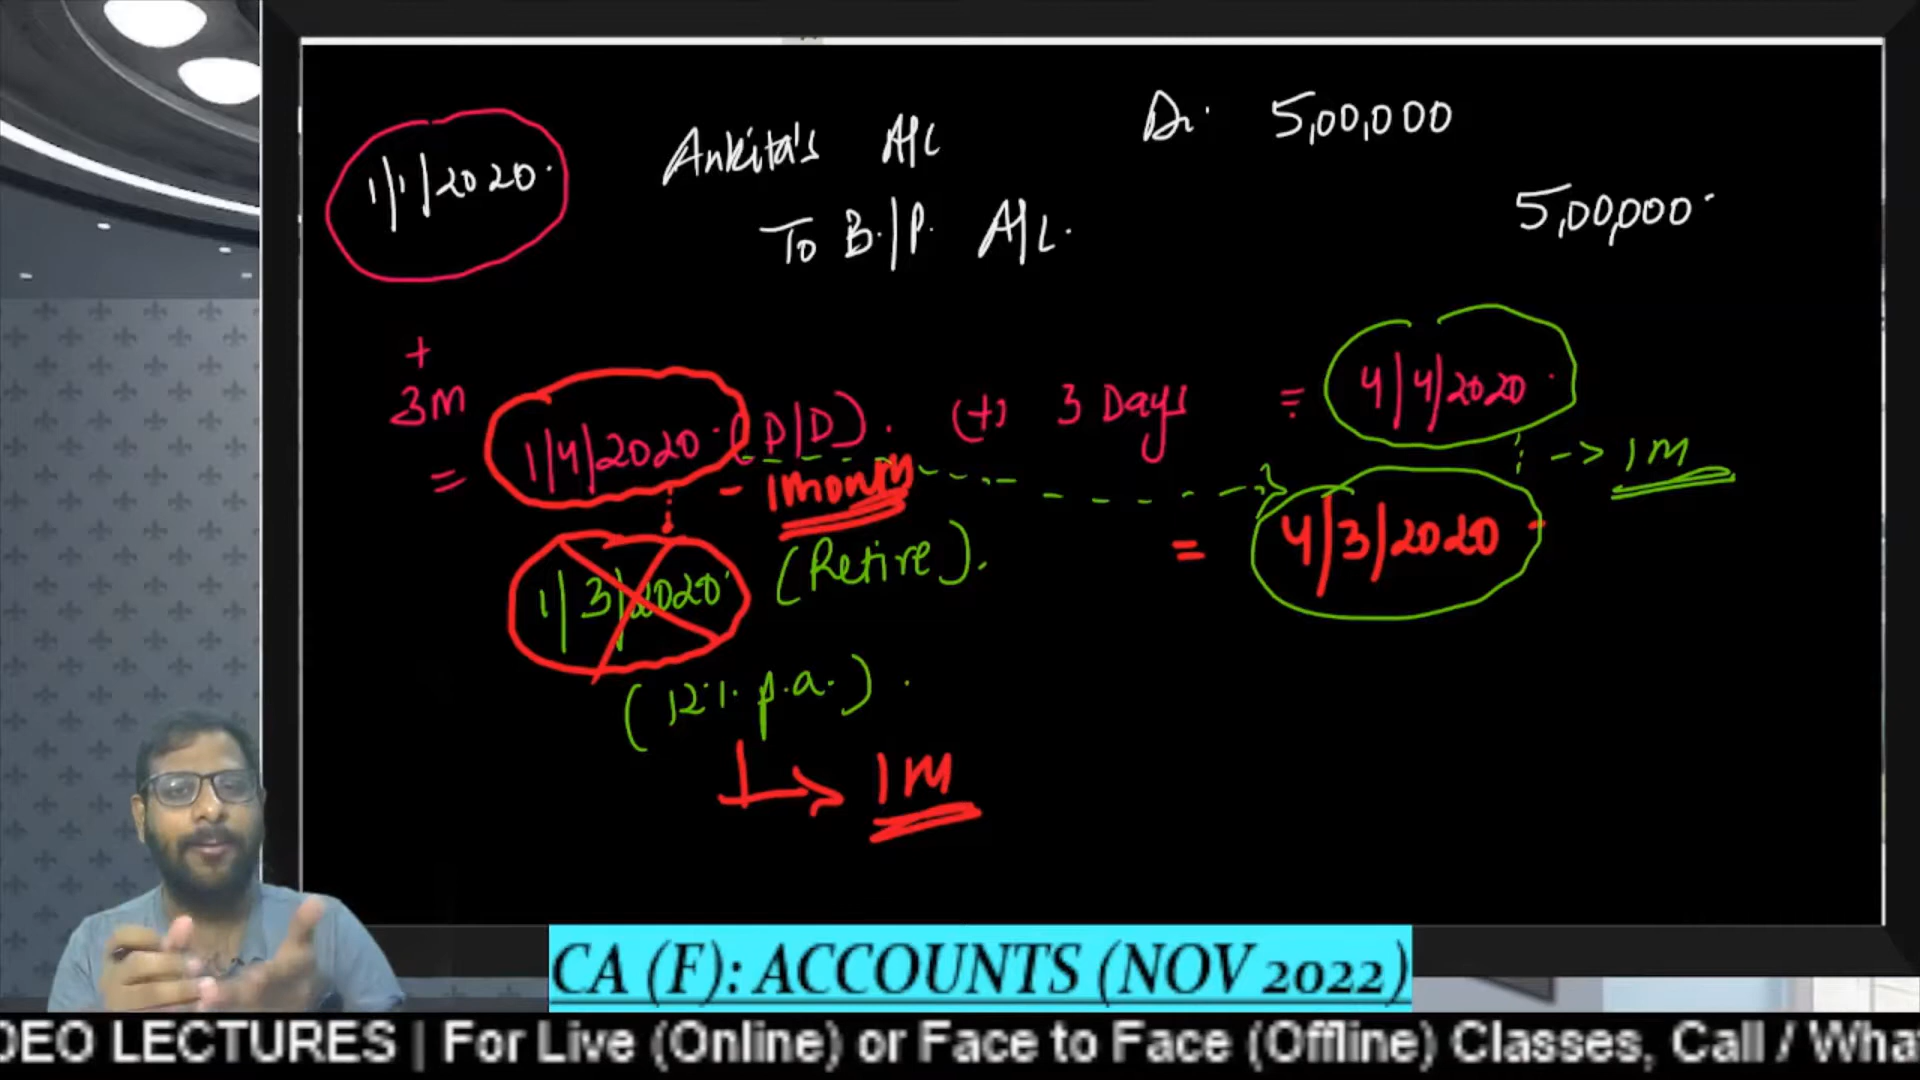 1/1/2020.
Ankita's A/c Dr. 5,00,000
To B/P. A/c. 5,00,000.
+
3M
= 1/4/2020. (D/D). (+) 3 Days = 4/4/2020.
- 1month
-> 1M
1/3/2020 (Retire). = 4/3/2020
(12% p.a.).
1M
CA (F): ACCOUNTS (NOV 2022)
DEO LECTURES | For Live (Online) or Face to Face (Offline) Classes, Call / Wha